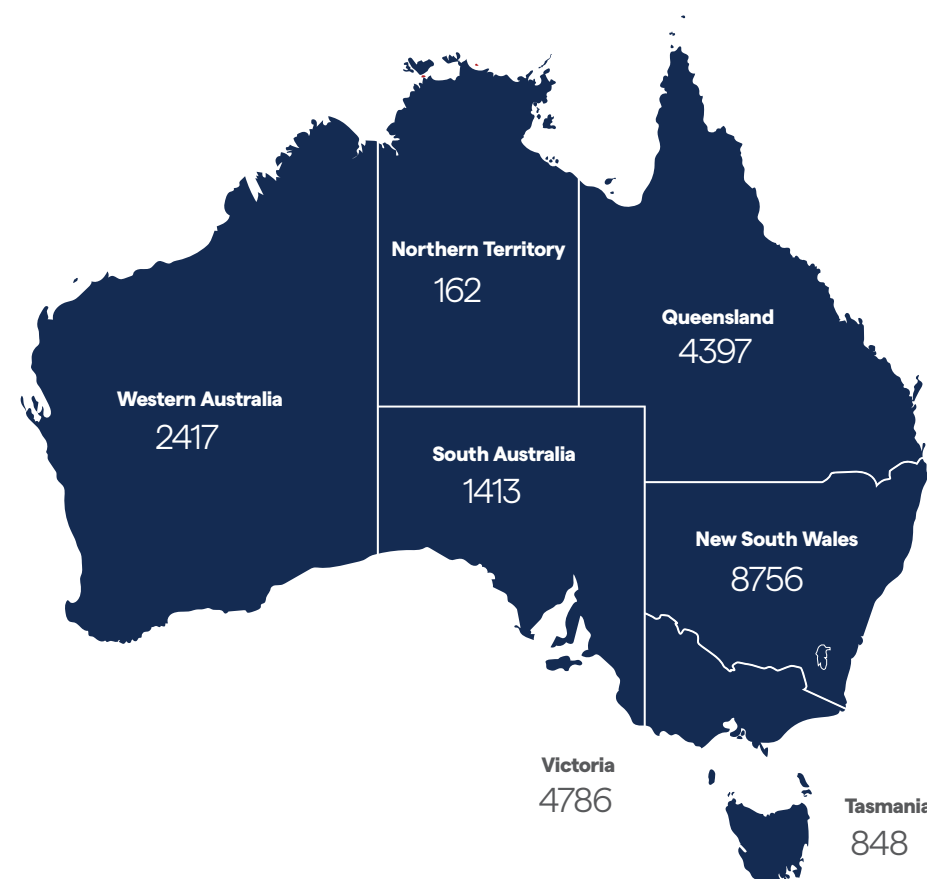 Northern Territory
162
Queensland
4397
Western Australia
2417
South Australia
1413
New South Wales
8756
Victoria
4786
Tasmania
848